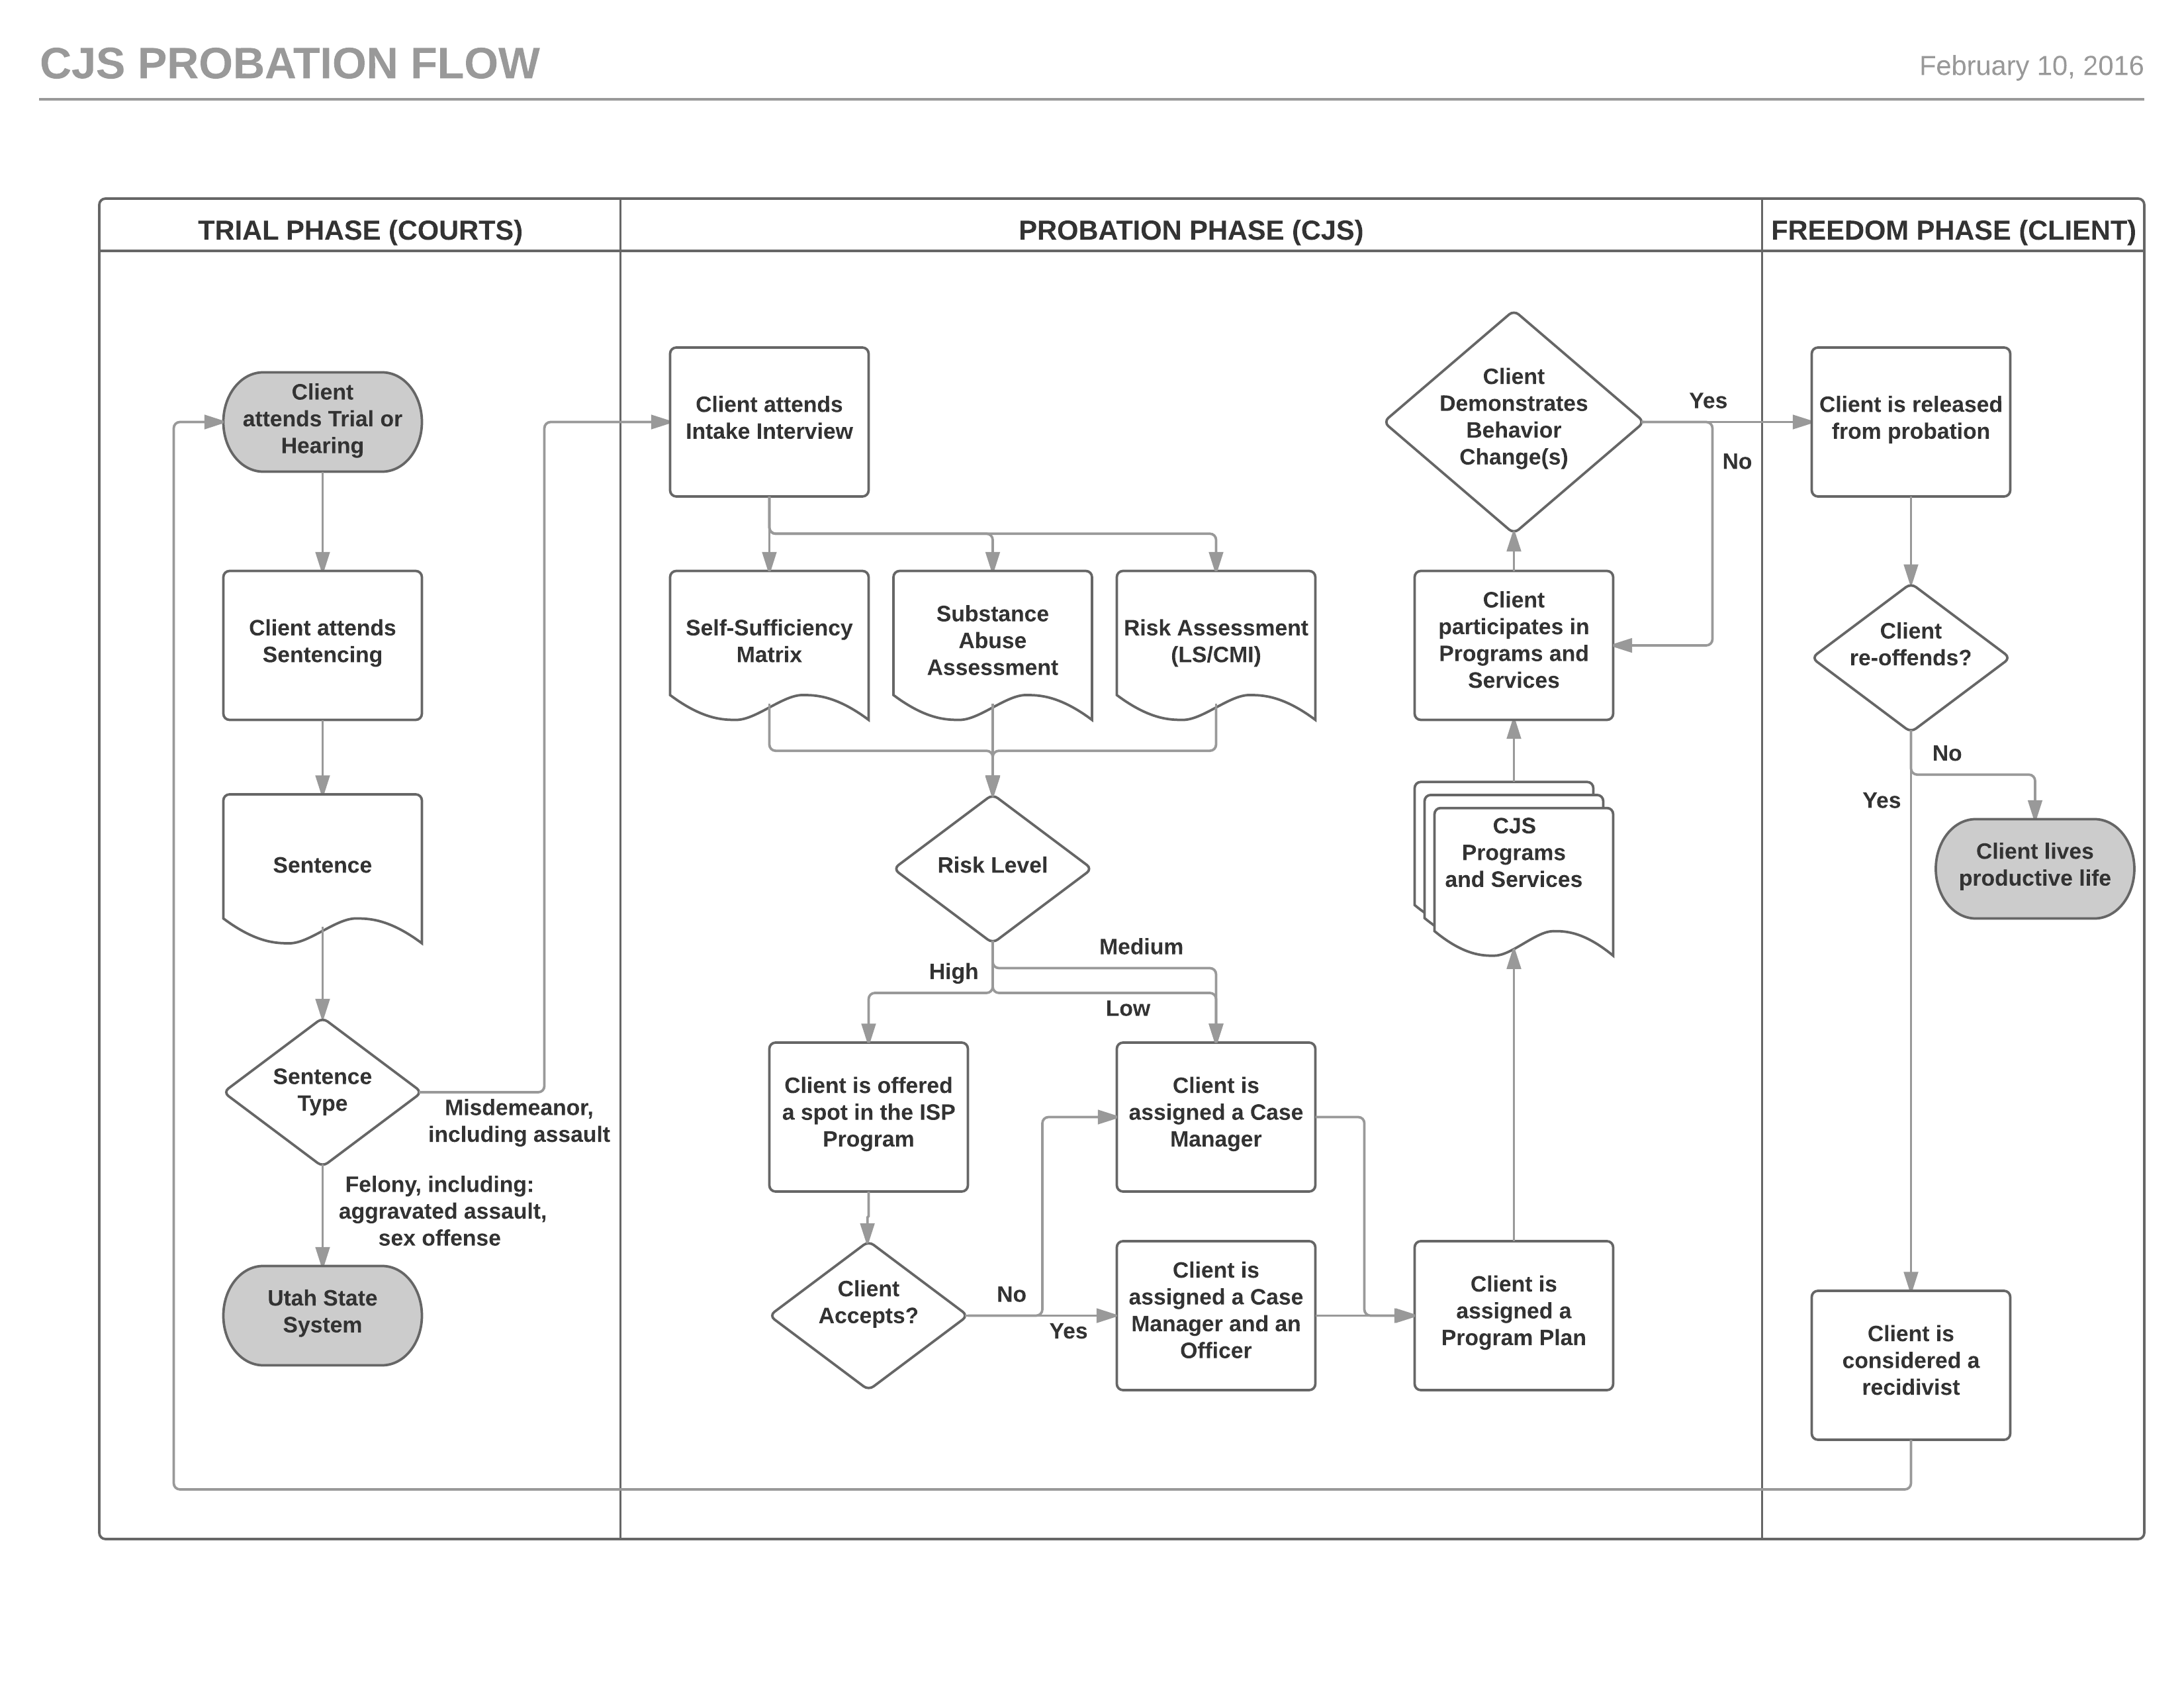 CJS PROBATION FLOW
February 10, 2016
TRIAL PHASE (COURTS)
PROBATION PHASE (CJS)
FREEDOM PHASE (CLIENT)
Client
attends Trial or
Hearing
Client attends
Sentencing
Sentence
Sentence
Type
Misdemeanor,
including assault
Felony, including:
aggravated assault,
sex offense
Utah State
System
Client attends
Intake Interview
Self-Sufficiency
Matrix
Substance
Abuse
Assessment
Risk Assessment
(LS/CMI)
Risk Level
High
Medium
Low
Client is offered
a spot in the ISP
Program
Client
Accepts?
No
Yes
Client is
assigned a Case
Manager
Client is
assigned a Case
Manager and an
Officer
Client is
assigned a
Program Plan
CJS
Programs
and Services
Client
participates in
Programs and
Services
Client
Demonstrates
Behavior
Change(s)
Yes
No
Client is released
from probation
Client
re-offends?
No
Yes
Client lives
productive life
Client is
considered a
recidivist